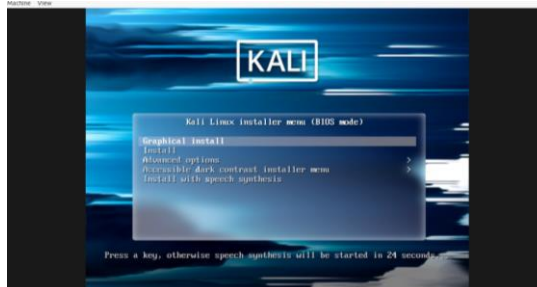 Machine View
KALI
Kali Linux installer menu (BIOS mode)
Graphical install
Install
Advanced options >
Accessible dark contrast installer menu >
Install with speech synthesis
Press a key, otherwise speech synthesis will be started in 24 seconds...